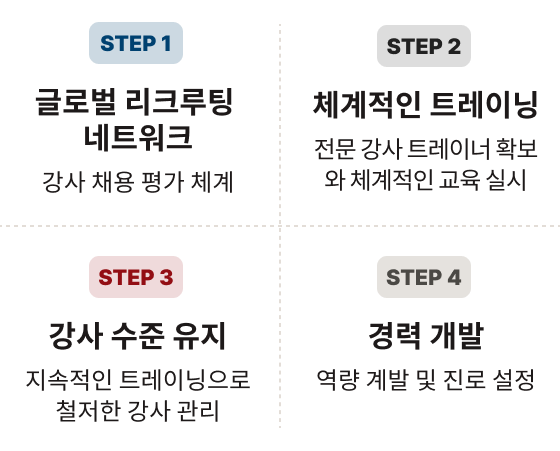 STEP 1
글로벌 리크루팅
네트워크
강사 채용 평가 체계
STEP 2
체계적인 트레이닝
전문 강사 트레이너 확보
와 체계적인 교육 실시
STEP 3
강사 수준 유지
지속적인 트레이닝으로
철저한 강사 관리
STEP 4
경력 개발
역량 계발 및 진로 설정